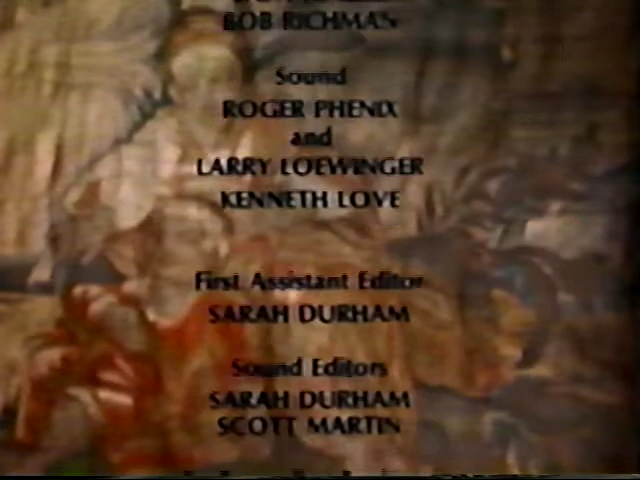 BOB RICHMAN
Sound
ROGER PHENIX
and
LARRY LOEWINGER
KENNETH LOVE
First Assistant Editor
SARAH DURHAM
Sound Editors
SARAH DURHAM
SCOTT MARTIN